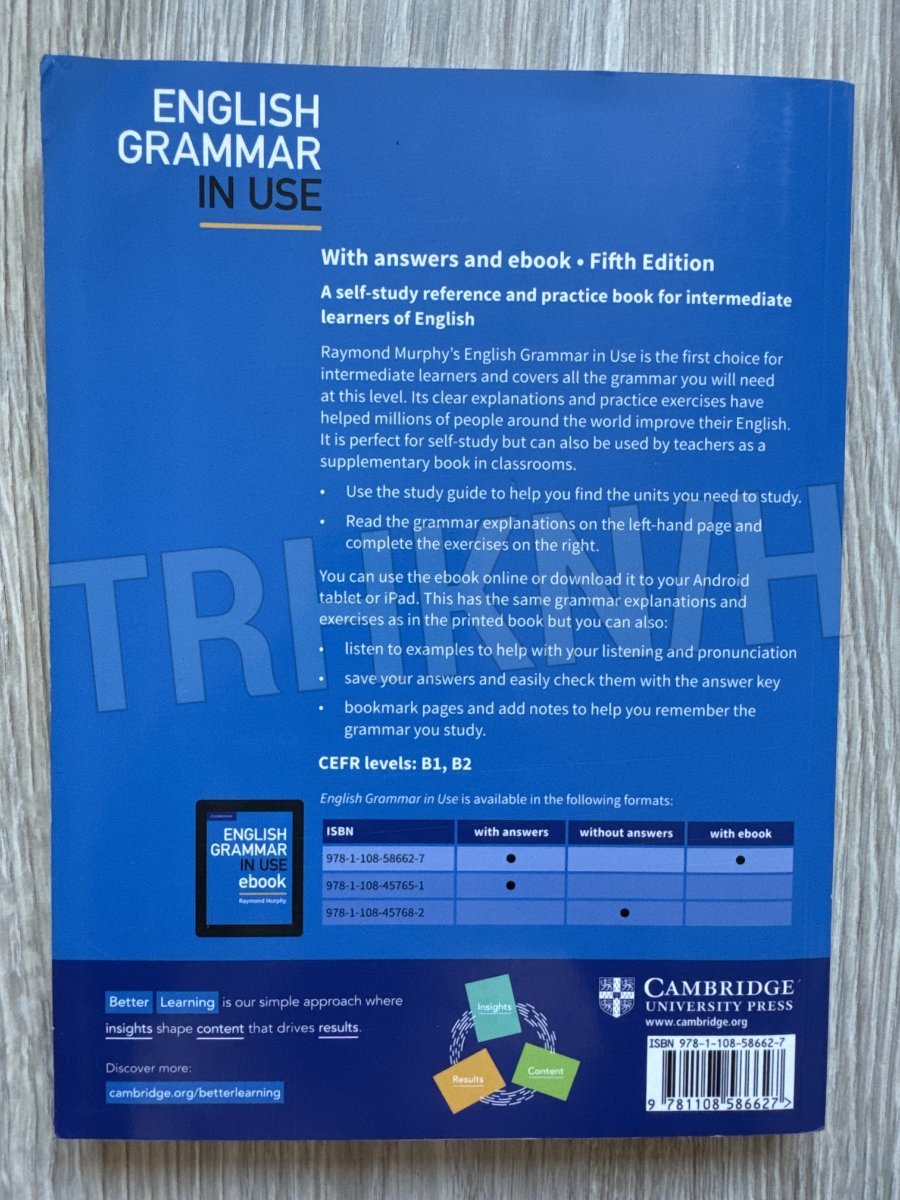 ENGLISH
GRAMMAR
IN USE
With answers and ebook • Fifth Edition
A self-study reference and practice book for intermediate
learners of English
Raymond Murphy's English Grammar in Use is the first choice for
intermediate learners and covers all the grammar you will need
at this level. Its clear explanations and practice exercises have
helped millions of people around the world improve their English.
It is perfect for self-study but can also be used by teachers as a
supplementary book in classrooms.
• Use the study guide to help you find the units you need to study.
• Read the grammar explanations on the left-hand page and
complete the exercises on the right.
You can use the ebook online or download it to your Android
tablet or iPad. This has the same grammar explanations and
exercises as in the printed book but you can also:
• listen to examples to help with your listening and pronunciation
• save your answers and easily check them with the answer key
• bookmark pages and add notes to help you remember the
grammar you study.
TRHKN/H
CEFR levels: B1, B2
English Grammar in Use is available in the following formats:
ISBN with answers without answers with ebook
978-1-108-58662-7 ● ●
978-1-108-45765-1 ●
978-1-108-45768-2 ●
ENGLISH
GRAMMAR
IN USE
ebook
Raymond Murphy
Better Learning is our simple approach where
insights shape content that drives results.
Discover more:
cambridge.org/betterlearning
Insights
Results
Content
CAMBRIDGE
UNIVERSITY PRESS
www.cambridge.org
ISBN 978-1-108-58662-7
9 781108 586627 >